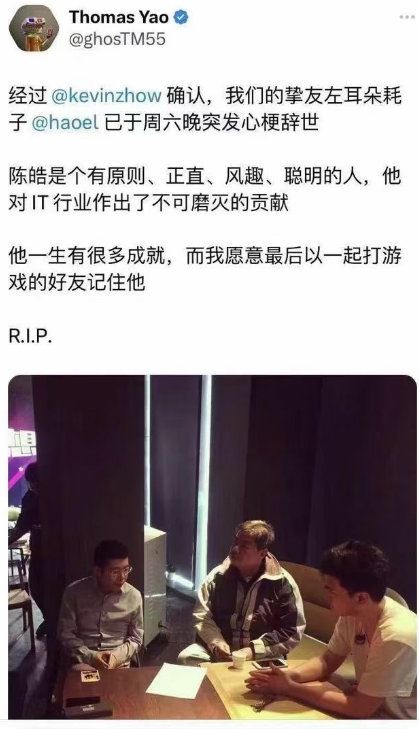 Thomas Yao
@ghosTM55
经过 @kevinzhow 确认，我们的挚友左耳朵耗
子 @haoel 已于周六晚突发心梗辞世
陈皓是个有原则、正直、风趣、聪明的人，他
对 IT 行业作出了不可磨灭的贡献
他一生有很多成就，而我愿意最后以一起打游
戏的好友记住他
R.I.P.